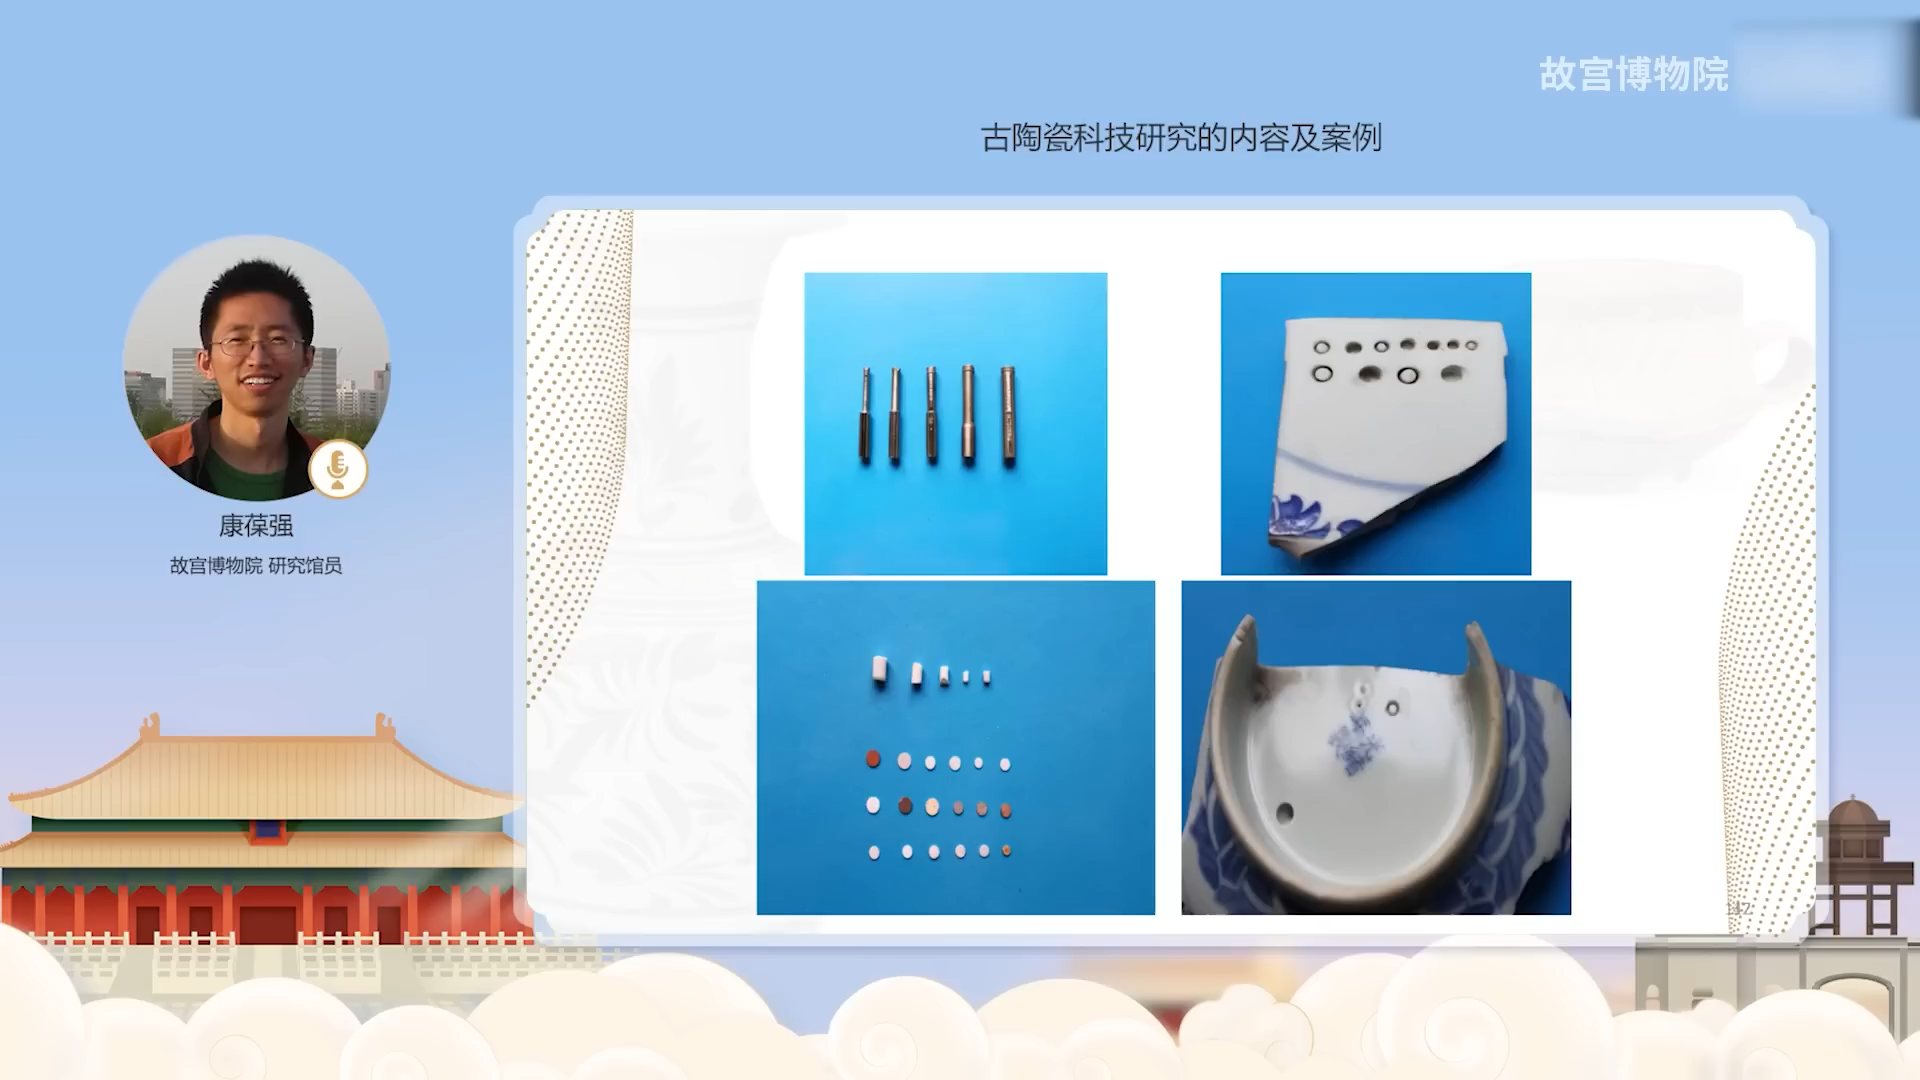 故宫博物院
古陶瓷科技研究的内容及案例
康葆强
故宫博物院 研究馆员